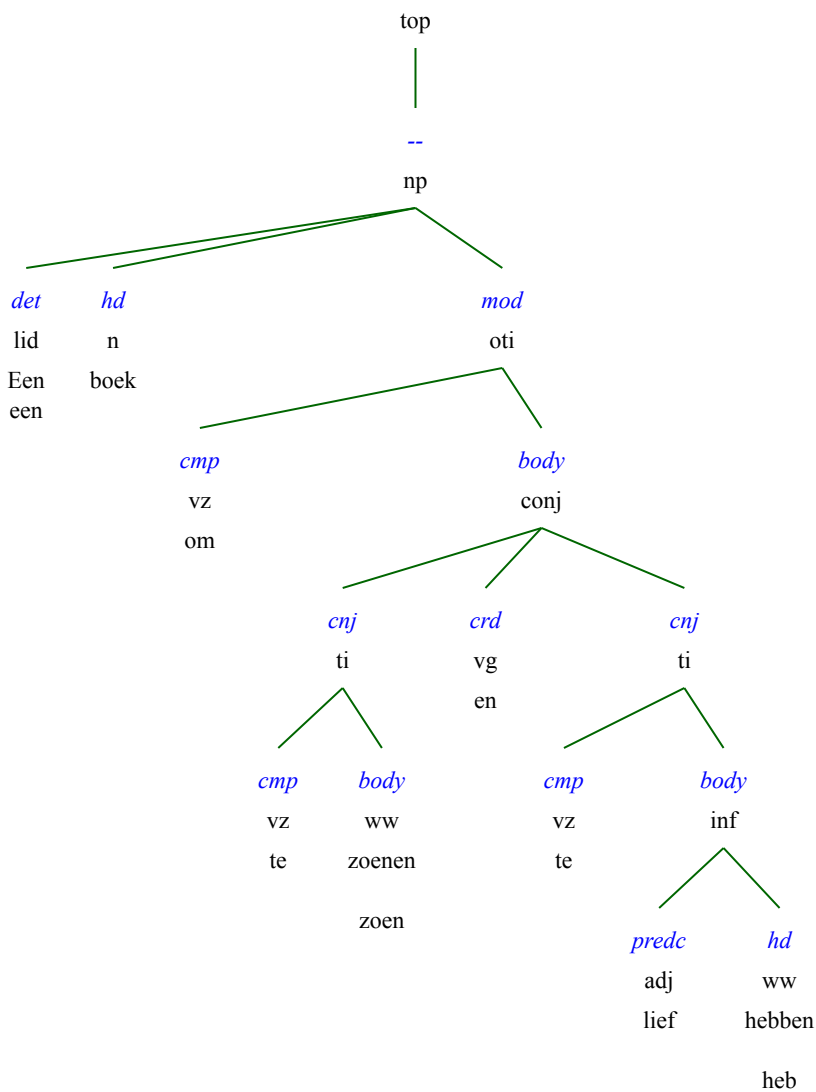 top
--
np
det hd mod
lid n oti
Een boek
een
cmp body
vz conj
om
cnj crd cnj
ti vg ti
en
cmp body cmp body
vz ww vz inf
te zoenen te
zoen
predc hd
adj ww
lief hebben
heb